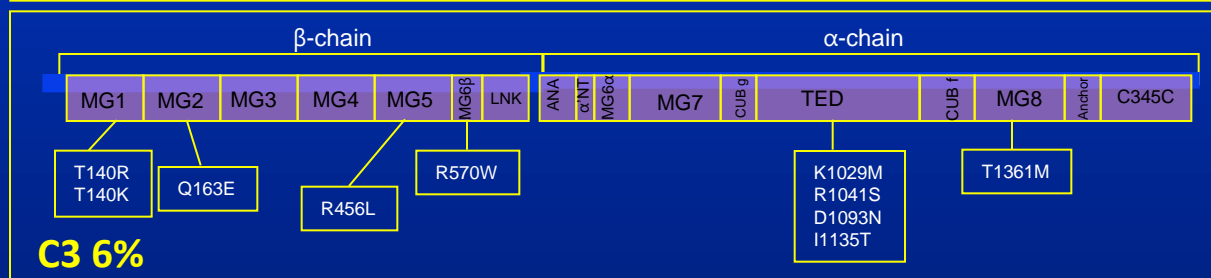 β-chain
α-chain
MG1 MG2 MG3 MG4 MG5 MG6β LNK ANA α'NT MG6α MG7 CUB g TED CUB f MG8 Anchor C345C
T140R
T140K
Q163E
R456L
R570W
K1029M
R1041S
D1093N
I1135T
T1361M
C3 6%